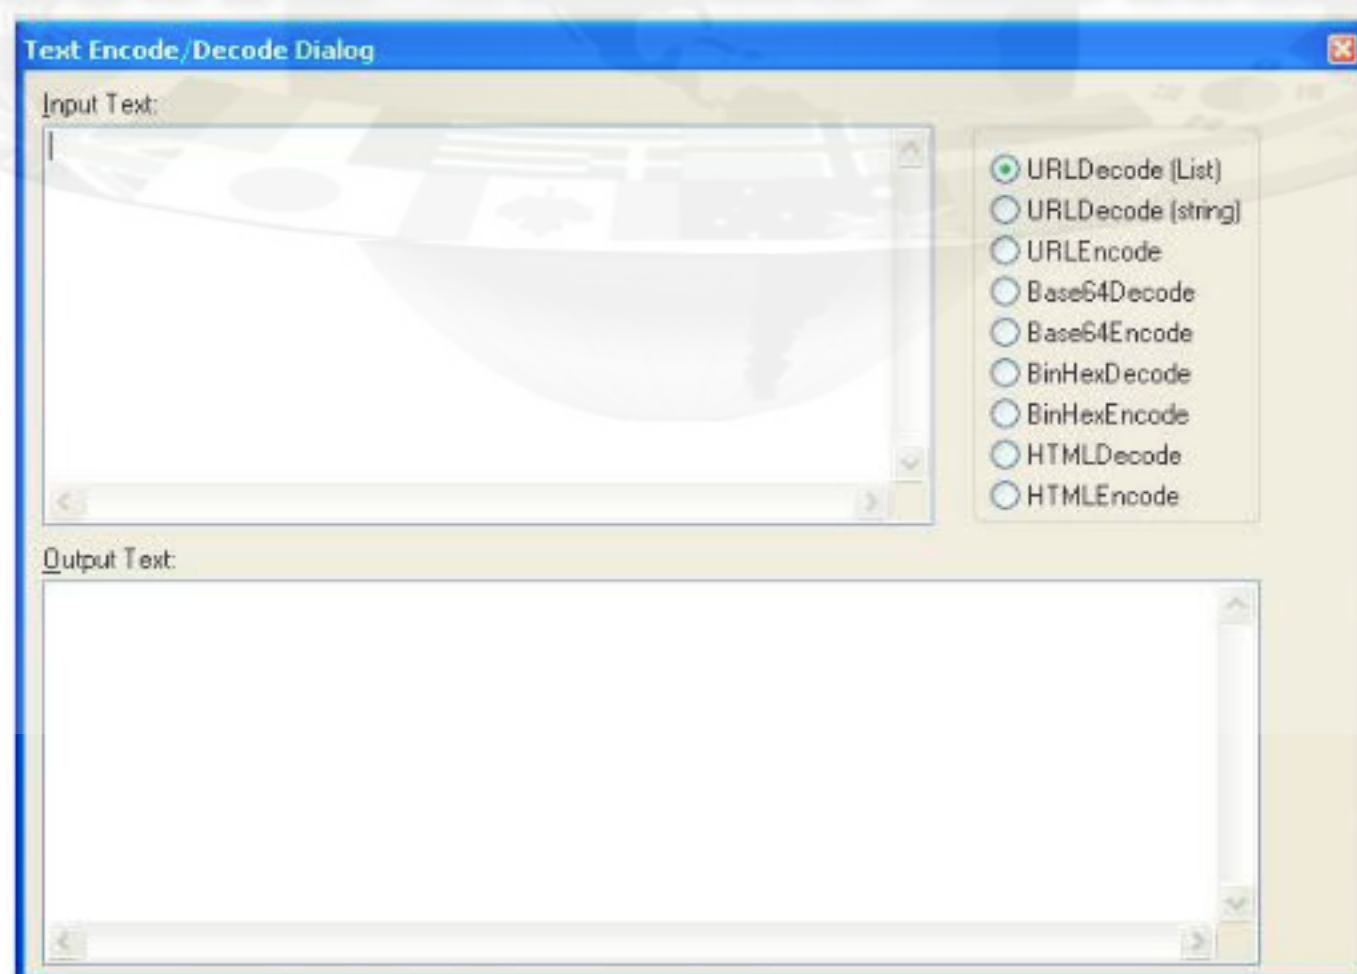 Text Encode/Decode Dialog
Input Text:
URLDecode (List)
URLDecode (string)
URLEncode
Base64Decode
Base64Encode
BinHexDecode
BinHexEncode
HTMLDecode
HTMLEncode
Output Text: